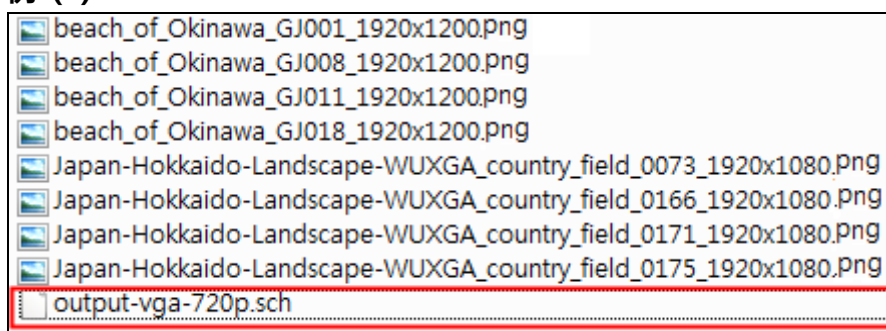 beach_of_Okinawa_GJ001_1920x1200.png
beach_of_Okinawa_GJ008_1920x1200.png
beach_of_Okinawa_GJ011_1920x1200.png
beach_of_Okinawa_GJ018_1920x1200.png
Japan-Hokkaido-Landscape-WUXGA_country_field_0073_1920x1080.png
Japan-Hokkaido-Landscape-WUXGA_country_field_0166_1920x1080.png
Japan-Hokkaido-Landscape-WUXGA_country_field_0171_1920x1080.png
Japan-Hokkaido-Landscape-WUXGA_country_field_0175_1920x1080.png
output-vga-720p.sch